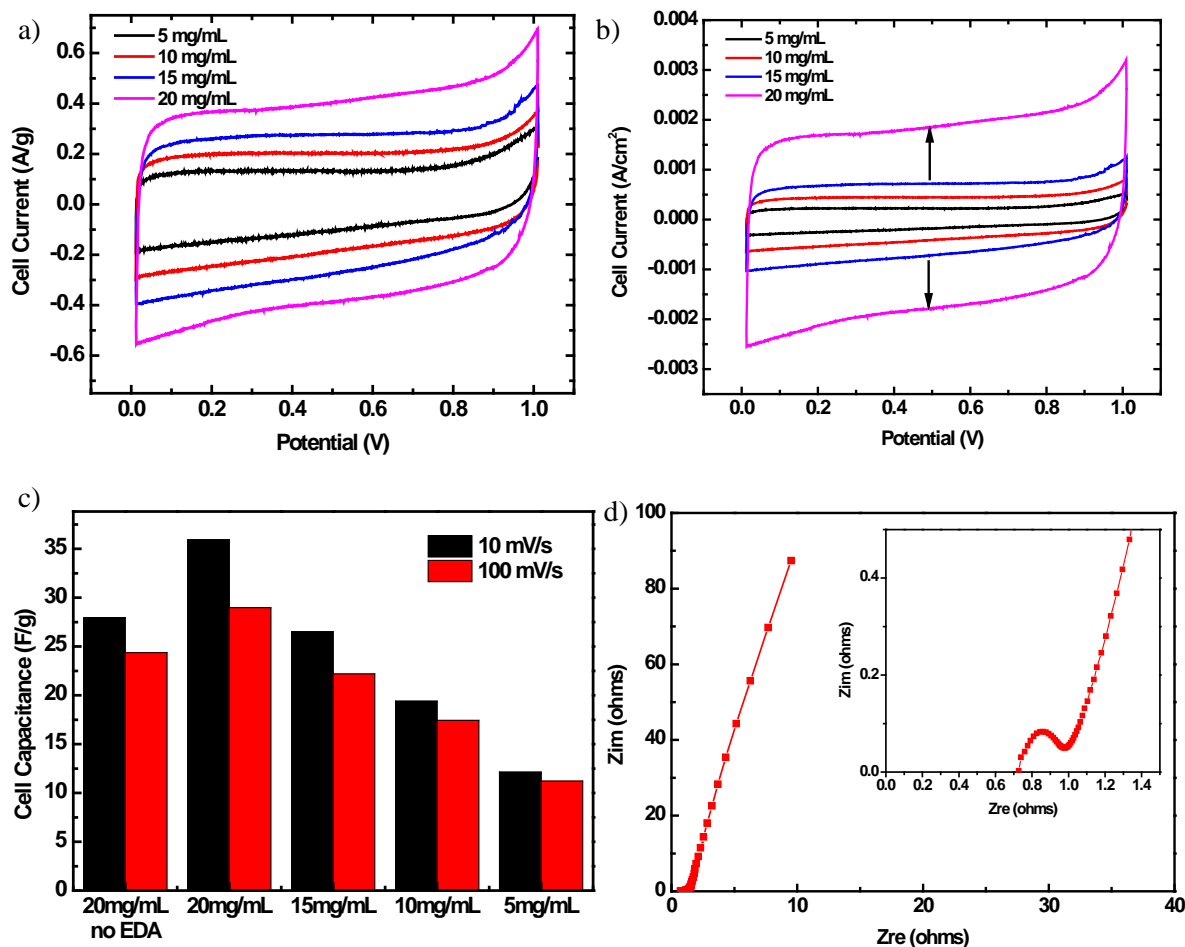 a)
5 mg/mL
10 mg/mL
15 mg/mL
20 mg/mL
0.6
0.4
0.2
0.0
-0.2
-0.4
-0.6
Cell Current (A/g)
0.0 0.2 0.4 0.6 0.8 1.0
Potential (V)
b)
5 mg/mL
10 mg/mL
15 mg/mL
20 mg/mL
0.004
0.003
0.002
0.001
0.000
-0.001
-0.002
-0.003
Cell Current (A/cm²)
0.0 0.2 0.4 0.6 0.8 1.0
Potential (V)
c)
10 mV/s
100 mV/s
35
30
25
20
15
10
5
0
Cell Capacitance (F/g)
20mg/mL 20mg/mL 15mg/mL 10mg/mL 5mg/mL
no EDA
d)
100
80
60
40
20
0
Zim (ohms)
0 10 20 30 40
Zre (ohms)
0.4
0.2
0.0
Zim (ohms)
0.0 0.2 0.4 0.6 0.8 1.0 1.2 1.4
Zre (ohms)